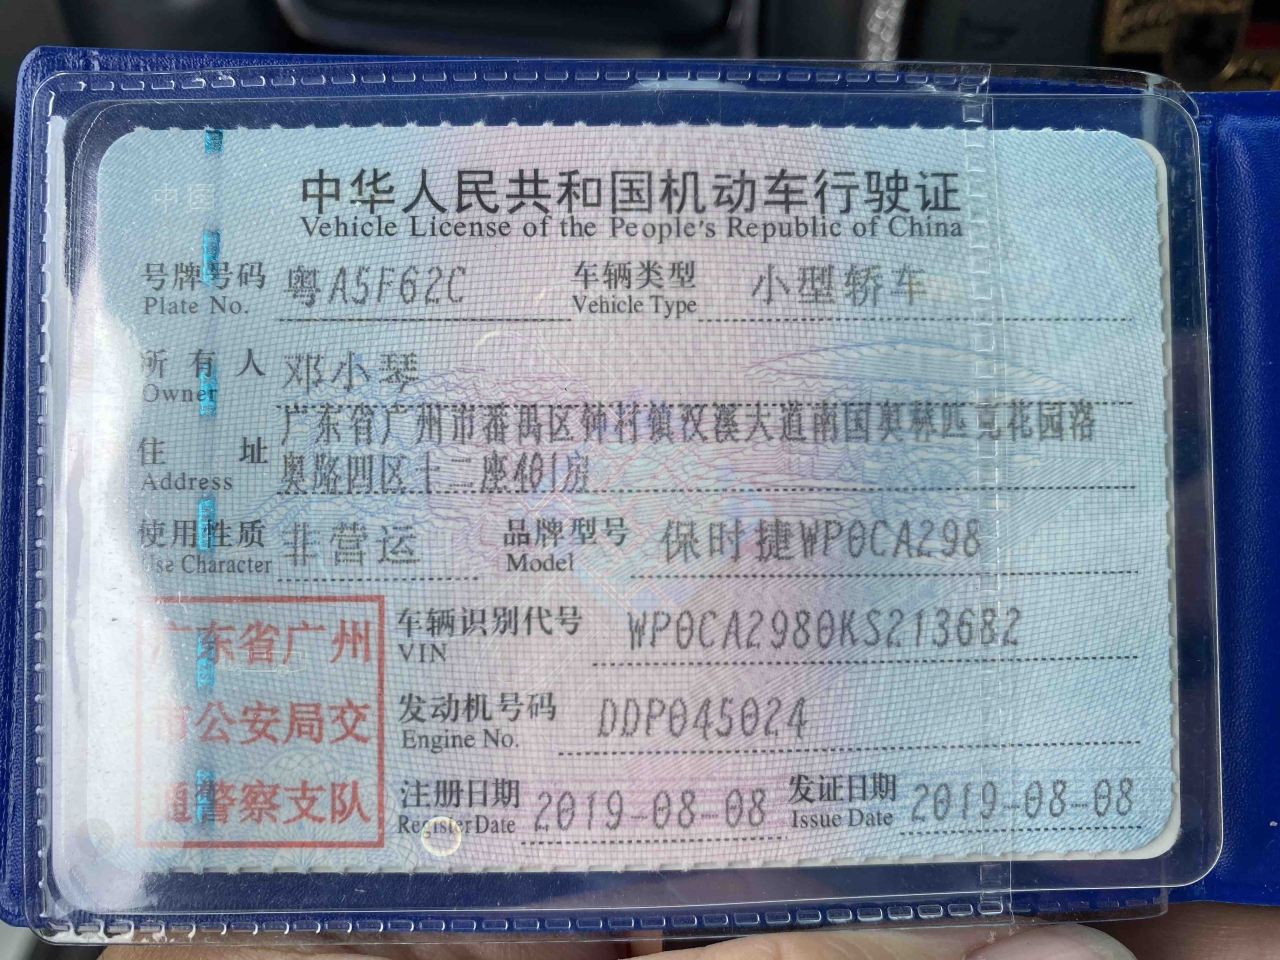 中国
中华人民共和国机动车行驶证
Vehicle License of the People's Republic of China
号牌号码 粤A5F62C 车辆类型 小型轿车
Plate No. Vehicle Type
所有人 邓小琴
Owner
广东省广州市番禺区钟村镇汉溪大道南国奥林匹克花园洛
住址 奥路四区十二座401房
Address
使用性质 非营运 品牌型号 保时捷WP0CA298
Use Character Model
广东省广州
市公安局交
通警察支队
车辆识别代号 WP0CA2980KS213682
VIN
发动机号码 DDP045024
Engine No.
注册日期 2019-08-08 发证日期 2019-08-08
Register Date Issue Date